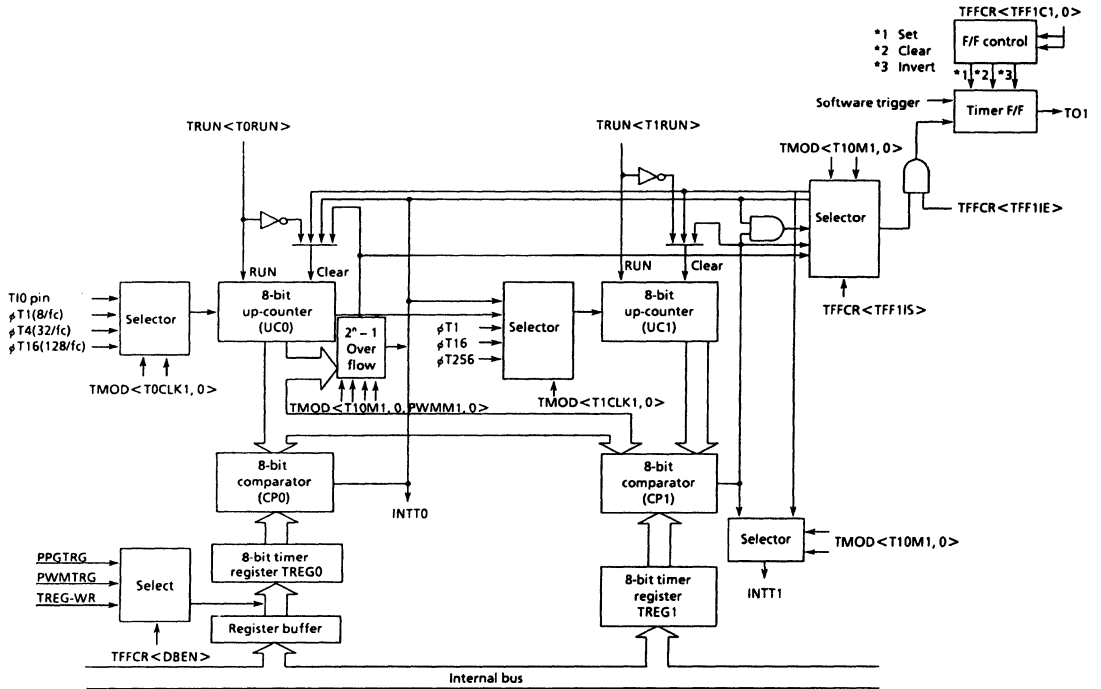 TFFCR<TFF1C1, 0>
*1 Set
*2 Clear
*3 Invert
F/F control
*1 *2 *3
Software trigger
Timer F/F
TO1
TRUN<T0RUN>
TRUN<T1RUN>
TMOD<T10M1, 0>
Selector
TFFCR<TFF1IE>
TFFCR<TFF1IS>
RUN
Clear
RUN
Clear
TI0 pin
ϕT1(8/fc)
ϕT4(32/fc)
ϕT16(128/fc)
Selector
TMOD<T0CLK1, 0>
8-bit
up-counter
(UC0)
2ⁿ – 1
Over
flow
TMOD<T10M1, 0, PWMM1, 0>
ϕT1
ϕT16
ϕT256
Selector
TMOD<T1CLK1, 0>
8-bit
up-counter
(UC1)
8-bit
comparator
(CP0)
INTT0
8-bit
comparator
(CP1)
Selector
TMOD<T10M1, 0>
INTT1
PPGTRG
PWMTRG
TREG-WR
Select
TFFCR<DBEN>
8-bit timer
register TREG0
Register buffer
8-bit timer
register
TREG1
Internal bus